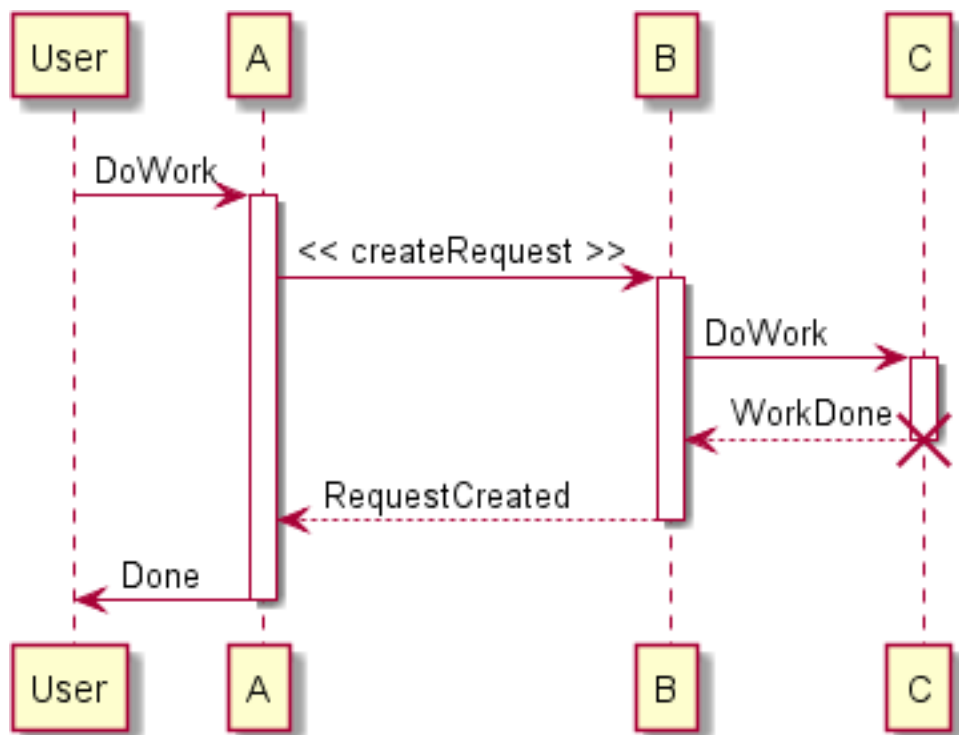 User A B C
DoWork
<< createRequest >>
DoWork
WorkDone
RequestCreated
Done
User A B C